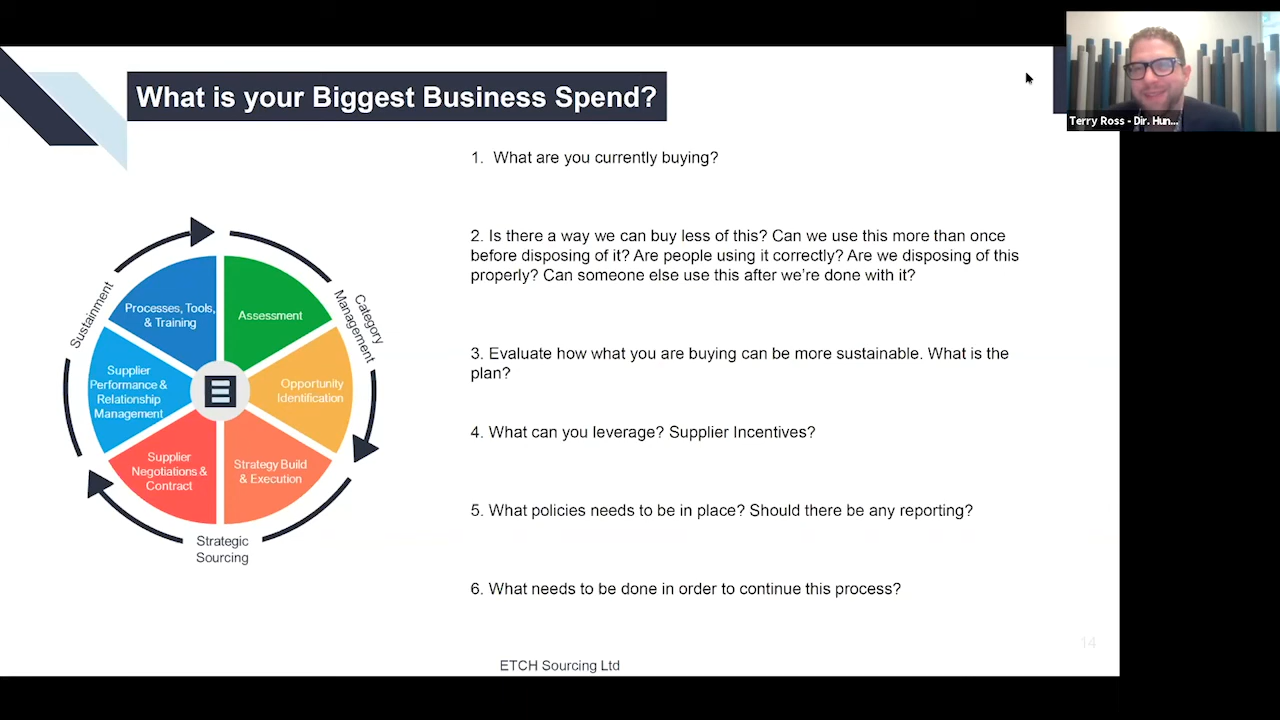 What is your Biggest Business Spend?
Terry Ross - Dir. Hun...
1. What are you currently buying?
2. Is there a way we can buy less of this? Can we use this more than once
before disposing of it? Are people using it correctly? Are we disposing of this
properly? Can someone else use this after we're done with it?
3. Evaluate how what you are buying can be more sustainable. What is the
plan?
4. What can you leverage? Supplier Incentives?
5. What policies needs to be in place? Should there be any reporting?
6. What needs to be done in order to continue this process?
Sustainment
Category
Management
Strategic
Sourcing
Processes, Tools,
& Training
Assessment
Supplier
Performance &
Relationship
Management
Opportunity
Identification
Supplier
Negotiations &
Contract
Strategy Build
& Execution
14
ETCH Sourcing Ltd